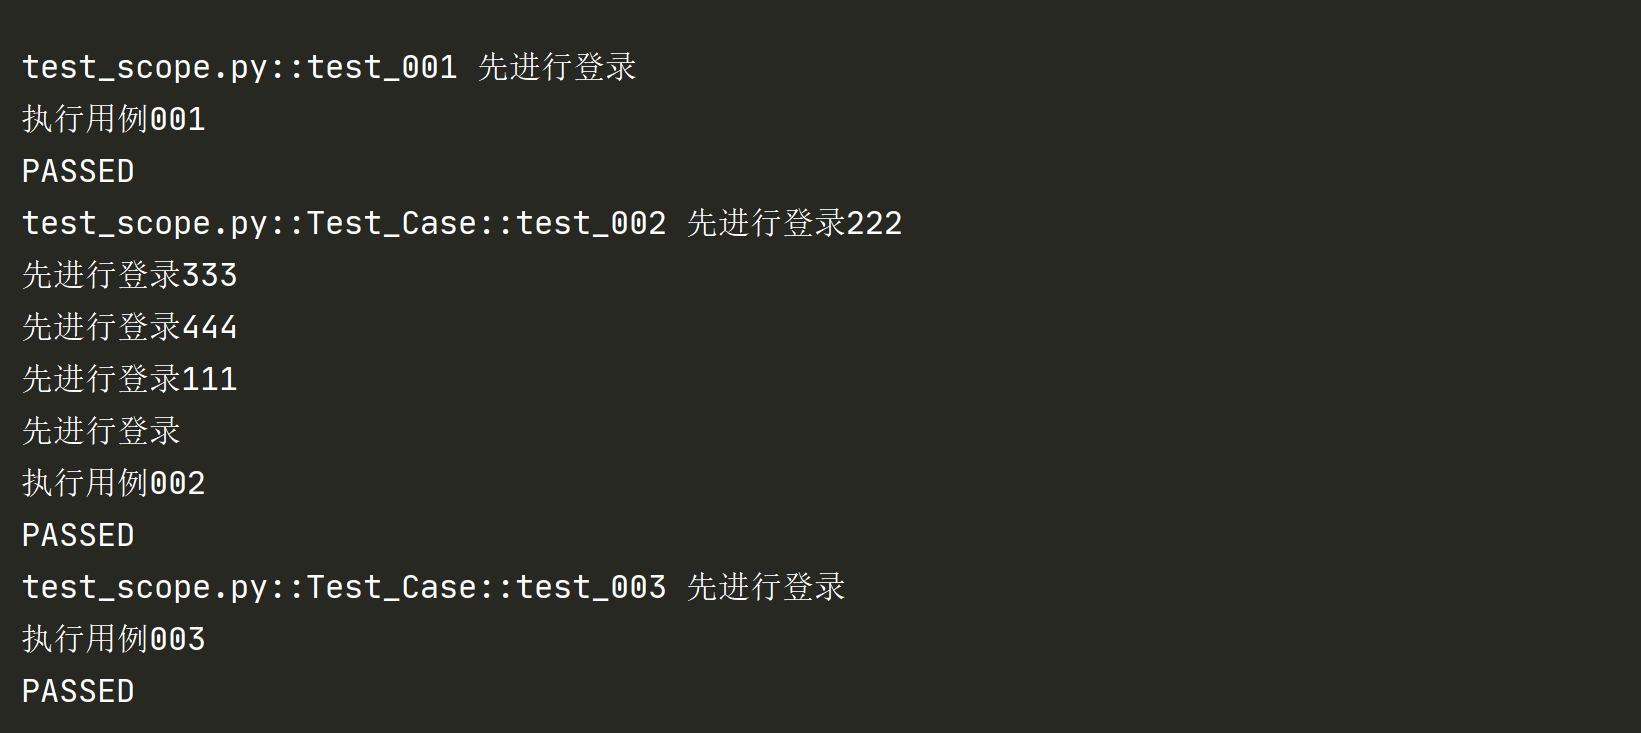 test_scope.py::test_001 先进行登录
执行用例001
PASSED
test_scope.py::Test_Case::test_002 先进行登录222
先进行登录333
先进行登录444
先进行登录111
先进行登录
执行用例002
PASSED
test_scope.py::Test_Case::test_003 先进行登录
执行用例003
PASSED